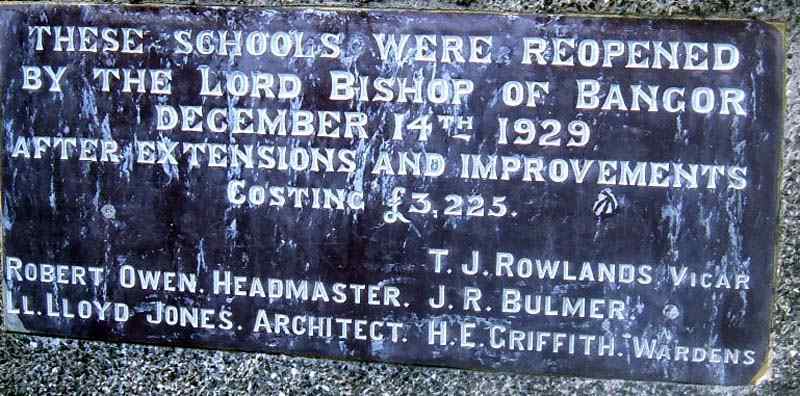 THESE SCHOOLS WERE REOPENED
BY THE LORD BISHOP OF BANGOR
DECEMBER 14TH 1929
AFTER EXTENSIONS AND IMPROVEMENTS
COSTING £3,225.
T. J. ROWLANDS VICAR
ROBERT OWEN. HEADMASTER. J. R. BULMER
LL. LLOYD JONES. ARCHITECT. H. E. GRIFFITH. WARDENS